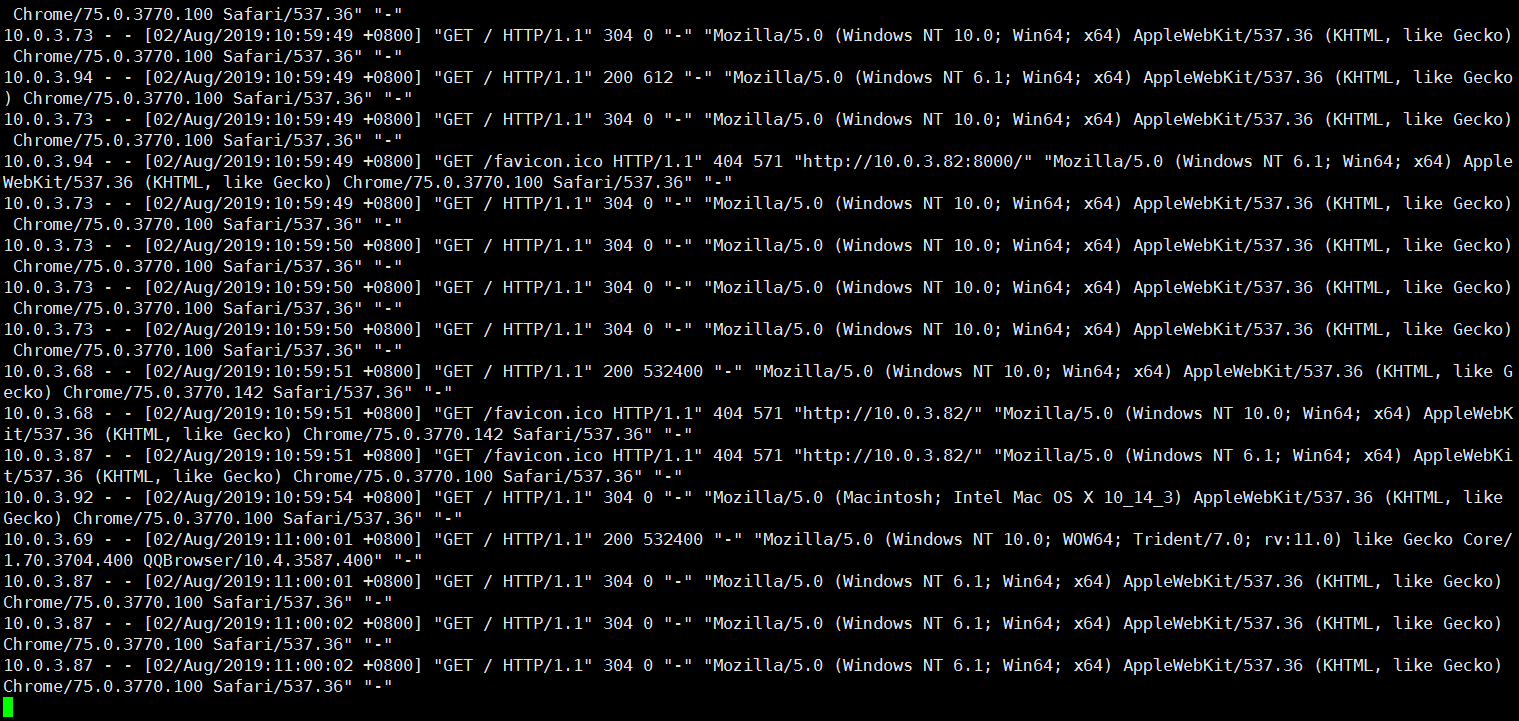 Chrome/75.0.3770.100 Safari/537.36" "-"
10.0.3.73 - - [02/Aug/2019:10:59:49 +0800] "GET / HTTP/1.1" 304 0 "-" "Mozilla/5.0 (Windows NT 10.0; Win64; x64) AppleWebKit/537.36 (KHTML, like Gecko)
Chrome/75.0.3770.100 Safari/537.36" "-"
10.0.3.94 - - [02/Aug/2019:10:59:49 +0800] "GET / HTTP/1.1" 200 612 "-" "Mozilla/5.0 (Windows NT 6.1; Win64; x64) AppleWebKit/537.36 (KHTML, like Gecko
) Chrome/75.0.3770.100 Safari/537.36" "-"
10.0.3.73 - - [02/Aug/2019:10:59:49 +0800] "GET / HTTP/1.1" 304 0 "-" "Mozilla/5.0 (Windows NT 10.0; Win64; x64) AppleWebKit/537.36 (KHTML, like Gecko)
Chrome/75.0.3770.100 Safari/537.36" "-"
10.0.3.94 - - [02/Aug/2019:10:59:49 +0800] "GET /favicon.ico HTTP/1.1" 404 571 "http://10.0.3.82:8000/" "Mozilla/5.0 (Windows NT 6.1; Win64; x64) Apple
WebKit/537.36 (KHTML, like Gecko) Chrome/75.0.3770.100 Safari/537.36" "-"
10.0.3.73 - - [02/Aug/2019:10:59:49 +0800] "GET / HTTP/1.1" 304 0 "-" "Mozilla/5.0 (Windows NT 10.0; Win64; x64) AppleWebKit/537.36 (KHTML, like Gecko)
Chrome/75.0.3770.100 Safari/537.36" "-"
10.0.3.73 - - [02/Aug/2019:10:59:50 +0800] "GET / HTTP/1.1" 304 0 "-" "Mozilla/5.0 (Windows NT 10.0; Win64; x64) AppleWebKit/537.36 (KHTML, like Gecko)
Chrome/75.0.3770.100 Safari/537.36" "-"
10.0.3.73 - - [02/Aug/2019:10:59:50 +0800] "GET / HTTP/1.1" 304 0 "-" "Mozilla/5.0 (Windows NT 10.0; Win64; x64) AppleWebKit/537.36 (KHTML, like Gecko)
Chrome/75.0.3770.100 Safari/537.36" "-"
10.0.3.73 - - [02/Aug/2019:10:59:50 +0800] "GET / HTTP/1.1" 304 0 "-" "Mozilla/5.0 (Windows NT 10.0; Win64; x64) AppleWebKit/537.36 (KHTML, like Gecko)
Chrome/75.0.3770.100 Safari/537.36" "-"
10.0.3.68 - - [02/Aug/2019:10:59:51 +0800] "GET / HTTP/1.1" 200 532400 "-" "Mozilla/5.0 (Windows NT 10.0; Win64; x64) AppleWebKit/537.36 (KHTML, like G
ecko) Chrome/75.0.3770.142 Safari/537.36" "-"
10.0.3.68 - - [02/Aug/2019:10:59:51 +0800] "GET /favicon.ico HTTP/1.1" 404 571 "http://10.0.3.82/" "Mozilla/5.0 (Windows NT 10.0; Win64; x64) AppleWebK
it/537.36 (KHTML, like Gecko) Chrome/75.0.3770.142 Safari/537.36" "-"
10.0.3.87 - - [02/Aug/2019:10:59:51 +0800] "GET /favicon.ico HTTP/1.1" 404 571 "http://10.0.3.82/" "Mozilla/5.0 (Windows NT 6.1; Win64; x64) AppleWebKi
t/537.36 (KHTML, like Gecko) Chrome/75.0.3770.100 Safari/537.36" "-"
10.0.3.92 - - [02/Aug/2019:10:59:54 +0800] "GET / HTTP/1.1" 304 0 "-" "Mozilla/5.0 (Macintosh; Intel Mac OS X 10_14_3) AppleWebKit/537.36 (KHTML, like
Gecko) Chrome/75.0.3770.100 Safari/537.36" "-"
10.0.3.69 - - [02/Aug/2019:11:00:01 +0800] "GET / HTTP/1.1" 200 532400 "-" "Mozilla/5.0 (Windows NT 10.0; WOW64; Trident/7.0; rv:11.0) like Gecko Core/
1.70.3704.400 QQBrowser/10.4.3587.400" "-"
10.0.3.87 - - [02/Aug/2019:11:00:01 +0800] "GET / HTTP/1.1" 304 0 "-" "Mozilla/5.0 (Windows NT 6.1; Win64; x64) AppleWebKit/537.36 (KHTML, like Gecko)
Chrome/75.0.3770.100 Safari/537.36" "-"
10.0.3.87 - - [02/Aug/2019:11:00:02 +0800] "GET / HTTP/1.1" 304 0 "-" "Mozilla/5.0 (Windows NT 6.1; Win64; x64) AppleWebKit/537.36 (KHTML, like Gecko)
Chrome/75.0.3770.100 Safari/537.36" "-"
10.0.3.87 - - [02/Aug/2019:11:00:02 +0800] "GET / HTTP/1.1" 304 0 "-" "Mozilla/5.0 (Windows NT 6.1; Win64; x64) AppleWebKit/537.36 (KHTML, like Gecko)
Chrome/75.0.3770.100 Safari/537.36" "-"